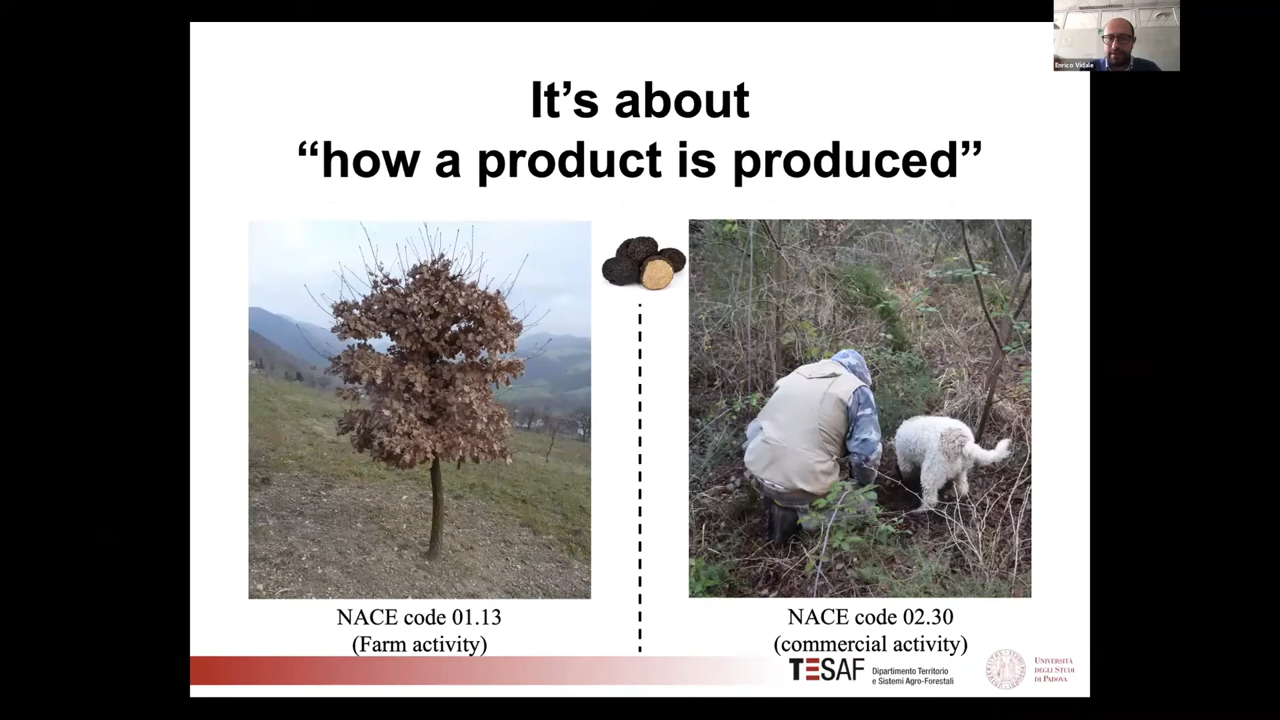 Enrico Vidale
It’s about
“how a product is produced”
NACE code 01.13
(Farm activity)
NACE code 02.30
(commercial activity)
TESAF
Dipartimento Territorio
e Sistemi Agro-Forestali
UNIVERSITÀ
DEGLI STUDI
DI PADOVA